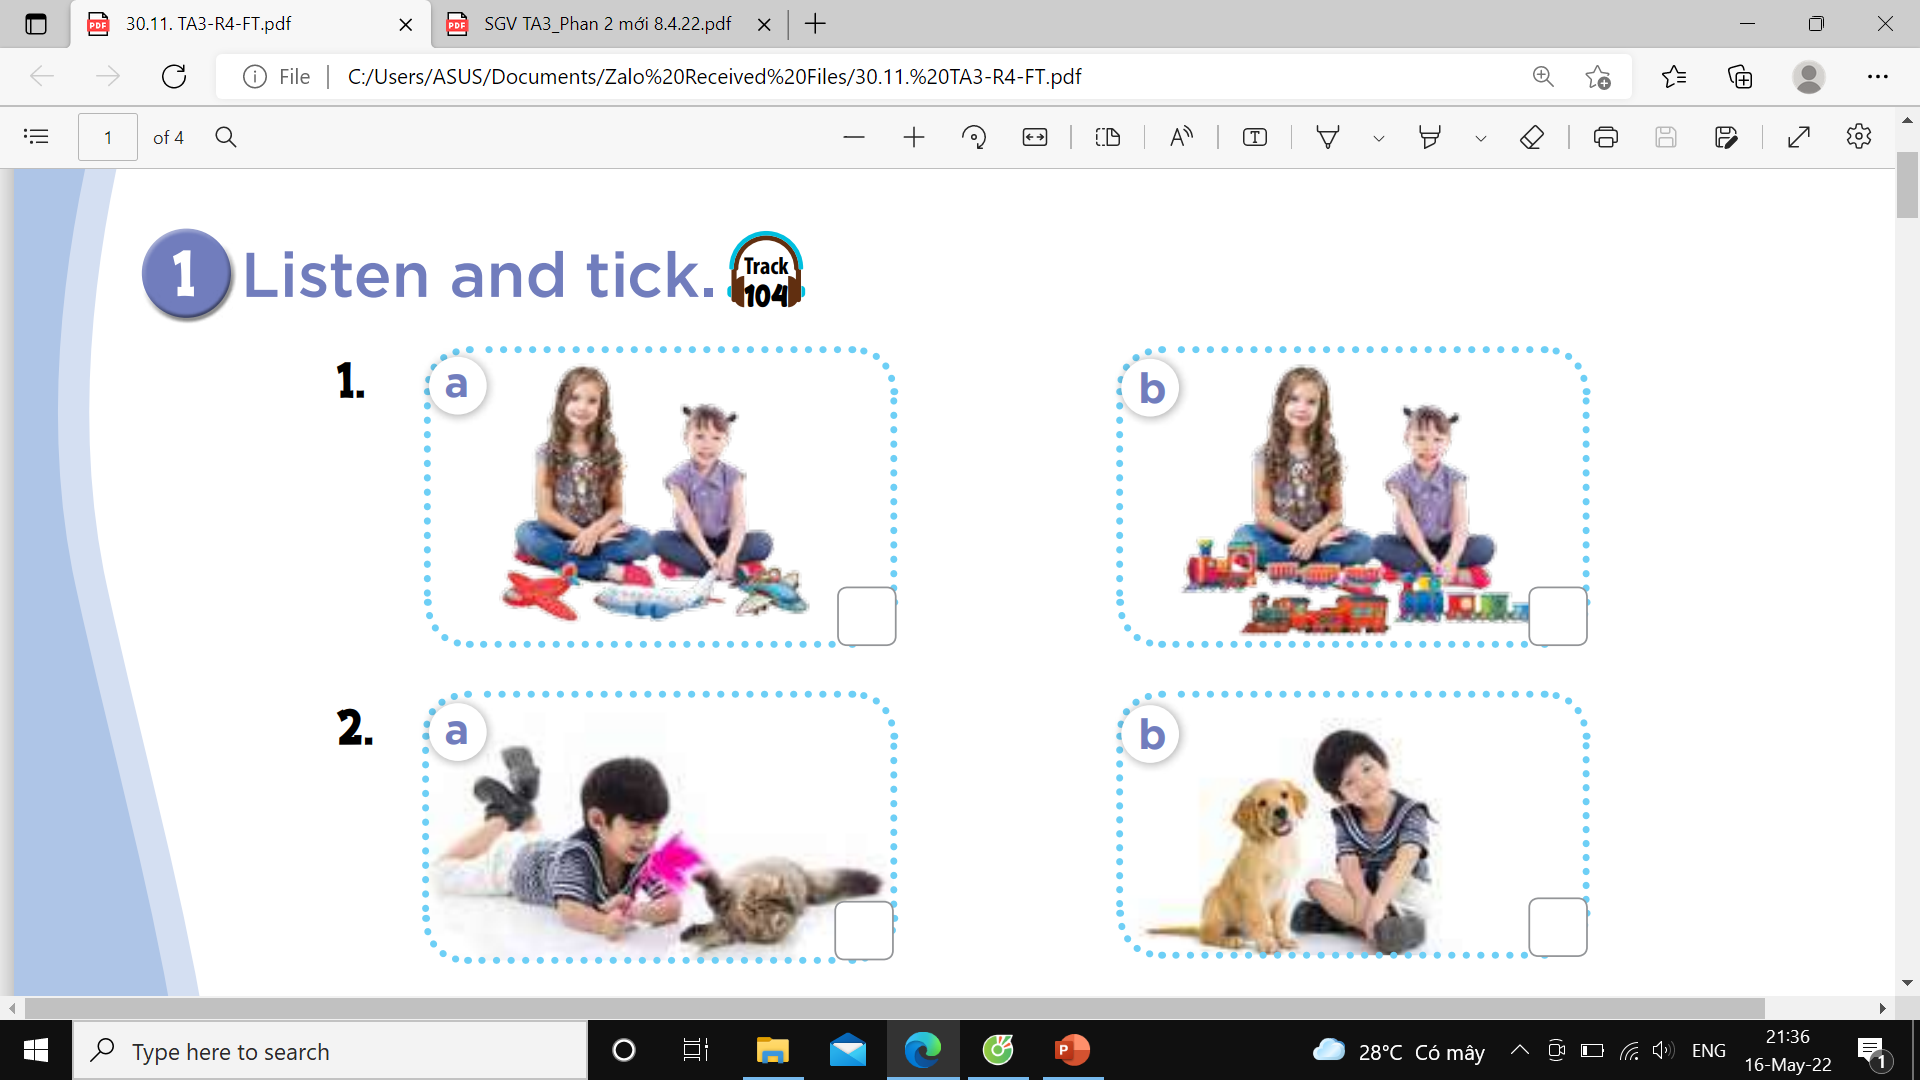 30.11. TA3-R4-FT.pdf
SGV TA3_Phan 2 mới 8.4.22.pdf
File
C:/Users/ASUS/Documents/Zalo%20Received%20Files/30.11.%20TA3-R4-FT.pdf
1 of 4
1 Listen and tick. Track 104
1. a b
2. a b
Type here to search
28°C Có mây
ENG
21:36
16-May-22
1